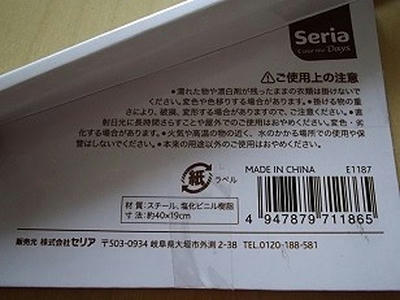 Seria
Color the Days
⚠ご使用上の注意
●濡れた物や漂白剤が残ったままの衣類は掛けないで
ください。変色や色移りする場合があります。●掛ける物の重
さにより、破損、変形する場合があります。ご注意ください。●直
射日光に長時間さらすことや屋外でのご使用はおやめください。変色・劣
化する場合があります。●火気や高温の物の近く、水のかかる場所での使用や保
管はしないでください。●本来の用途以外のご使用はおやめください。
紙 ラベル
MADE IN CHINA E1187
材 質：スチール、塩化ビニル樹脂
寸 法：約40×19cm
4 947879 711865
販売元 株式会社 セリア 〒503-0934 岐阜県大垣市外渕2-38 TEL.0120-188-581